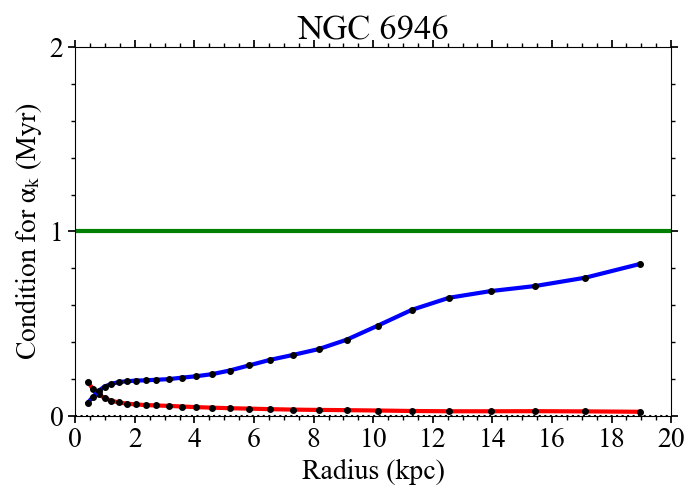 NGC 6946
2
1
0
Condition for αk (Myr)
0 2 4 6 8 10 12 14 16 18 20
Radius (kpc)